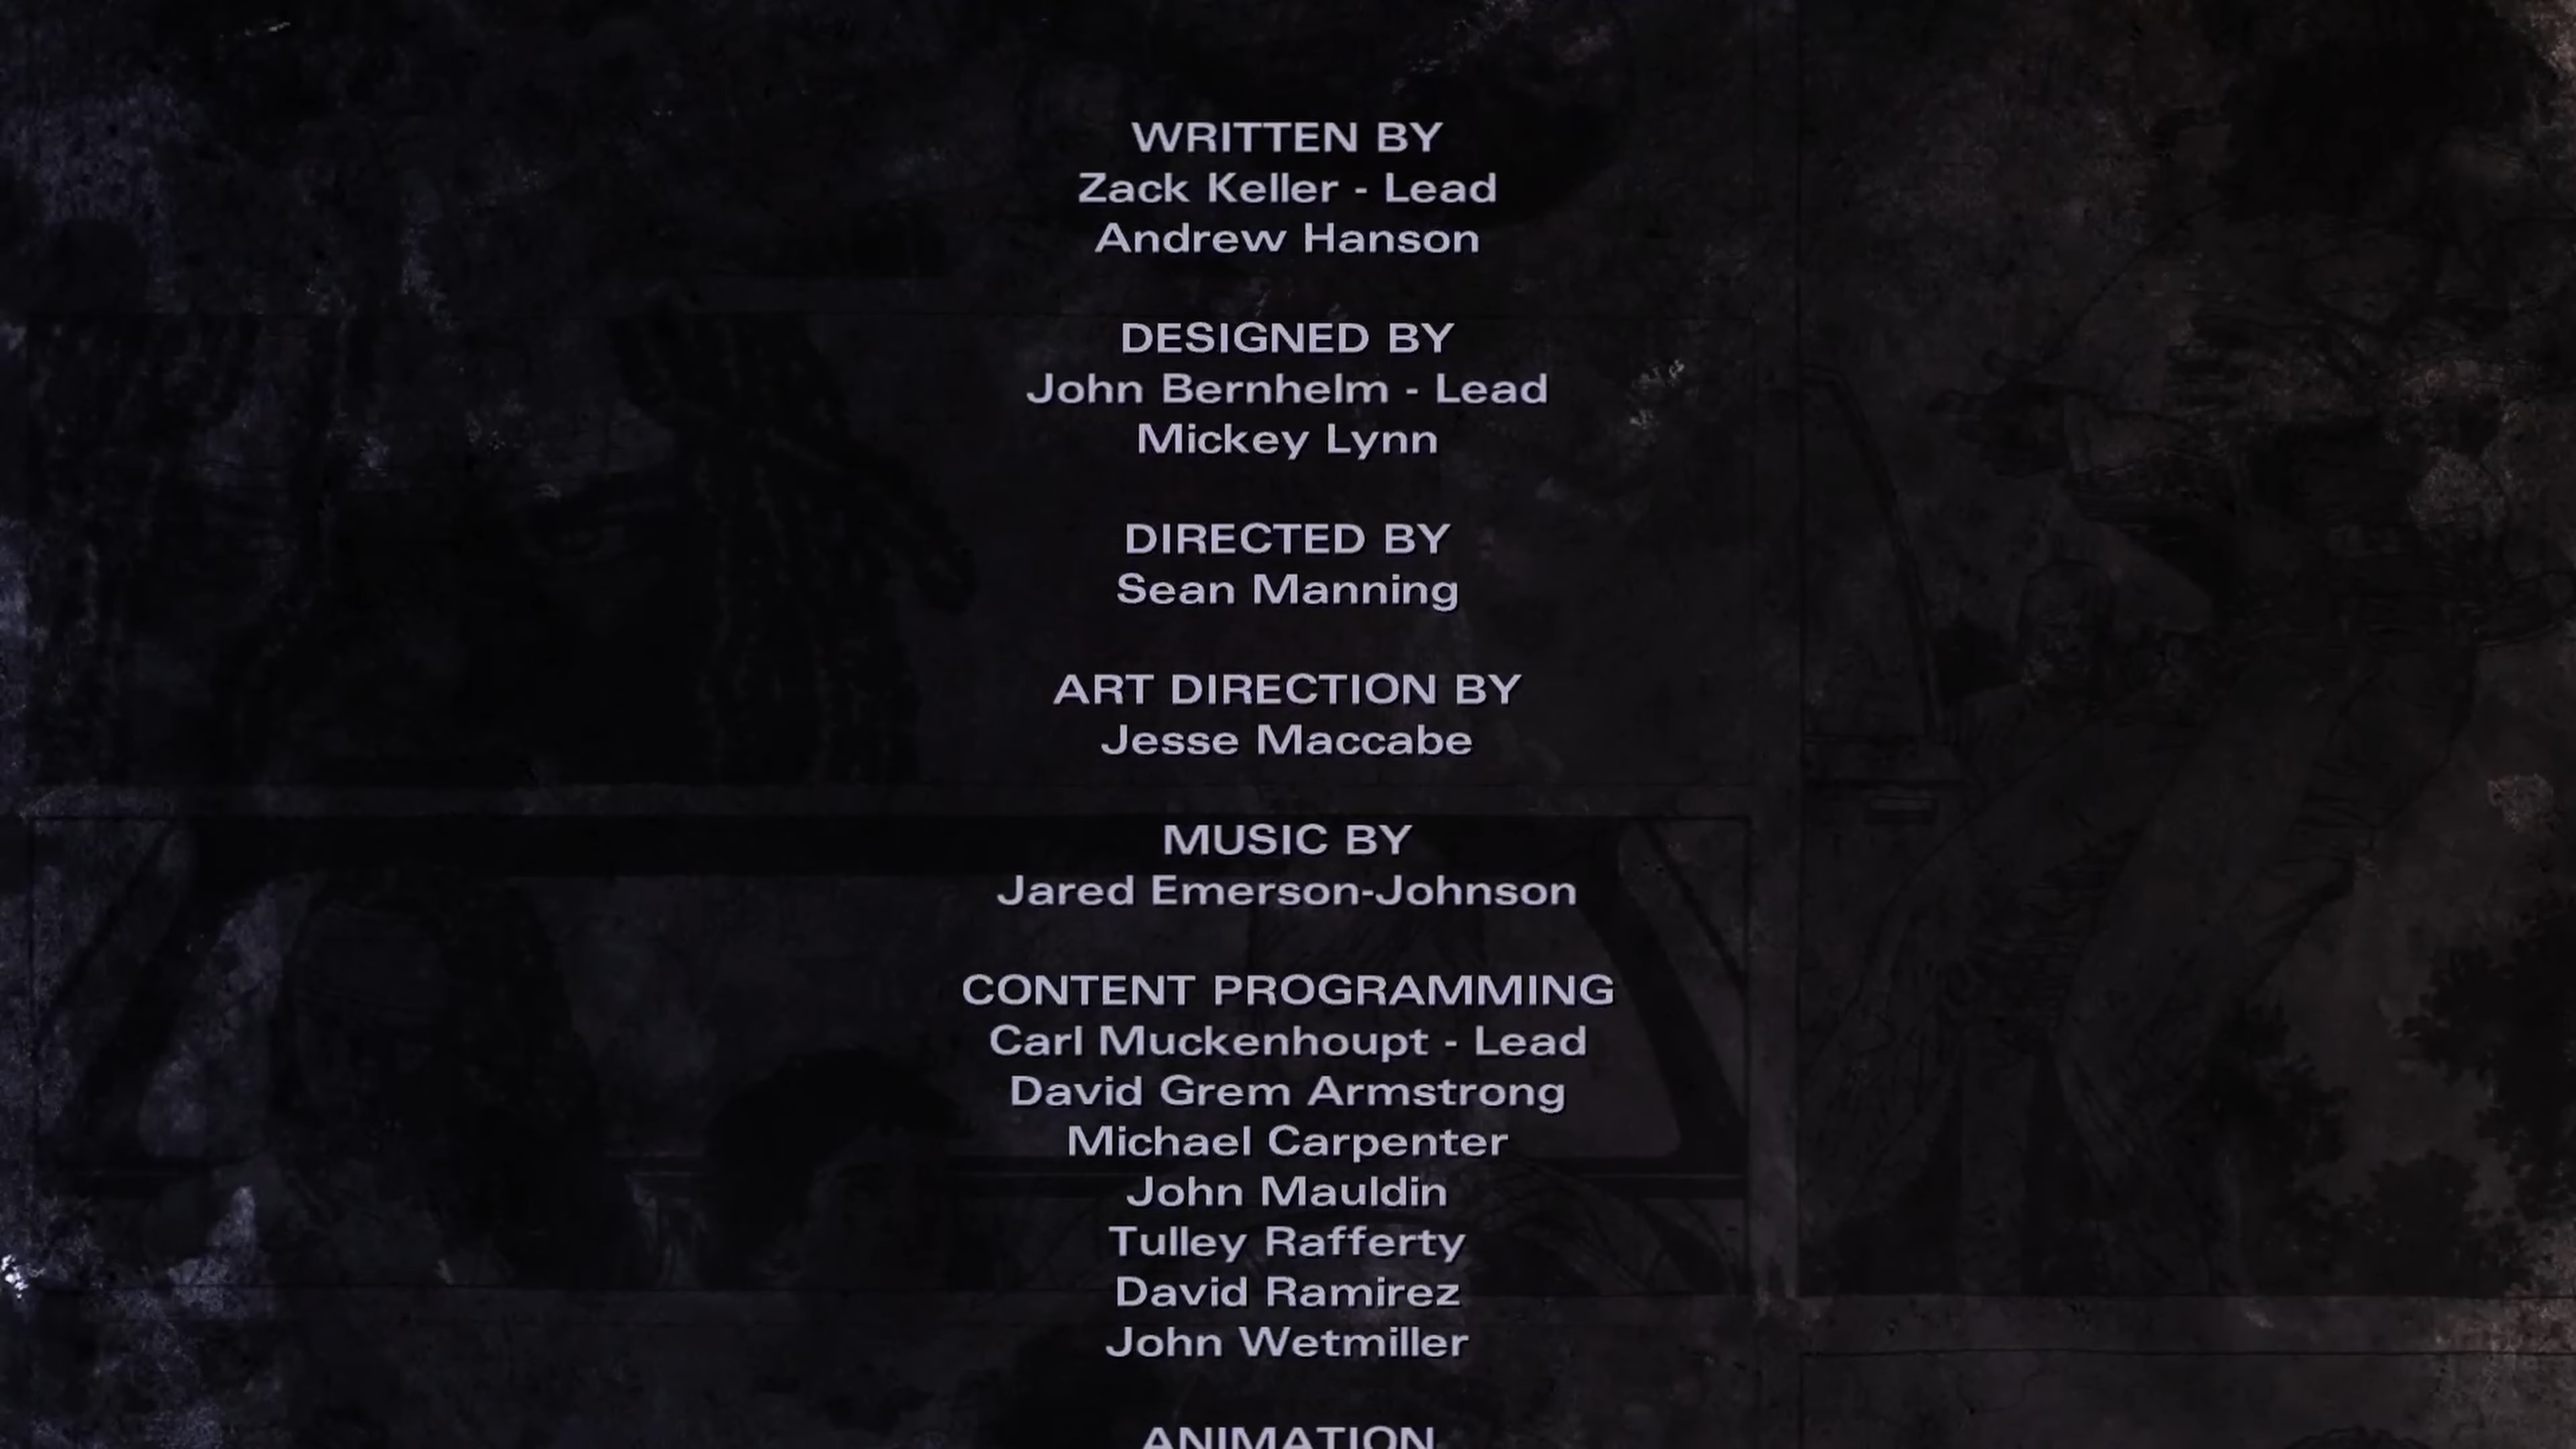 WRITTEN BY
Zack Keller - Lead
Andrew Hanson
DESIGNED BY
John Bernhelm - Lead
Mickey Lynn
DIRECTED BY
Sean Manning
ART DIRECTION BY
Jesse Maccabe
MUSIC BY
Jared Emerson-Johnson
CONTENT PROGRAMMING
Carl Muckenhoupt - Lead
David Grem Armstrong
Michael Carpenter
John Mauldin
Tulley Rafferty
David Ramirez
John Wetmiller
ANIMATION